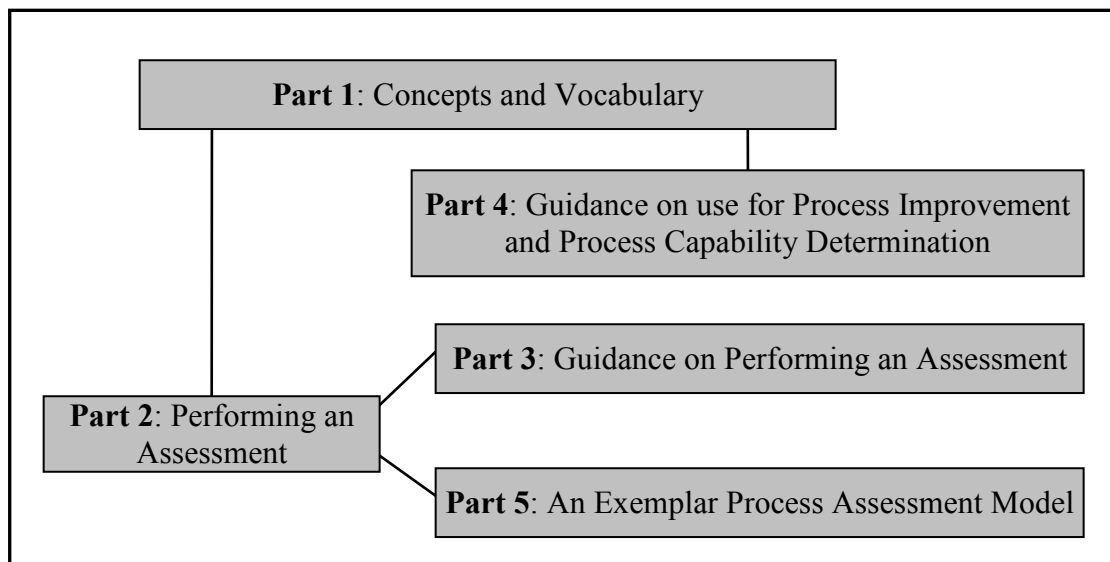 Part 1: Concepts and Vocabulary
Part 4: Guidance on use for Process Improvement
and Process Capability Determination
Part 3: Guidance on Performing an Assessment
Part 2: Performing an
Assessment
Part 5: An Exemplar Process Assessment Model